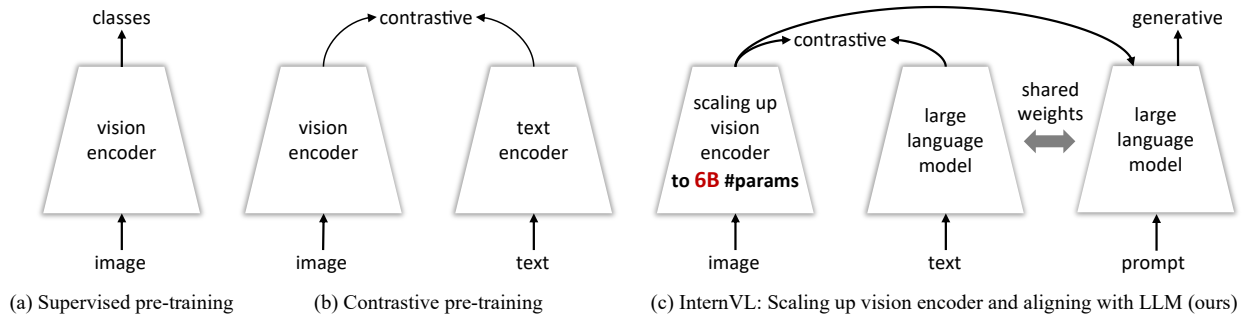 classes
vision
encoder
image
(a) Supervised pre-training
contrastive
vision
encoder
text
encoder
image
text
(b) Contrastive pre-training
contrastive
generative
scaling up
vision
encoder
to 6B #params
large
language
model
shared
weights
large
language
model
image
text
prompt
(c) InternVL: Scaling up vision encoder and aligning with LLM (ours)